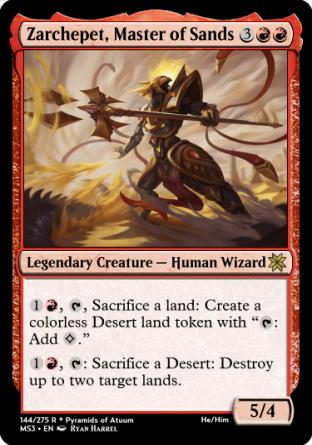 Zarchepet, Master of Sands 3
Legendary Creature — Human Wizard
1, , Sacrifice a land: Create a
colorless Desert land token with “:
Add .”
1, : Sacrifice a Desert: Destroy
up to two target lands.
5/4
144/275 R * Pyramids of Atuum He/Him
MS3 • EN Ryan Harrel